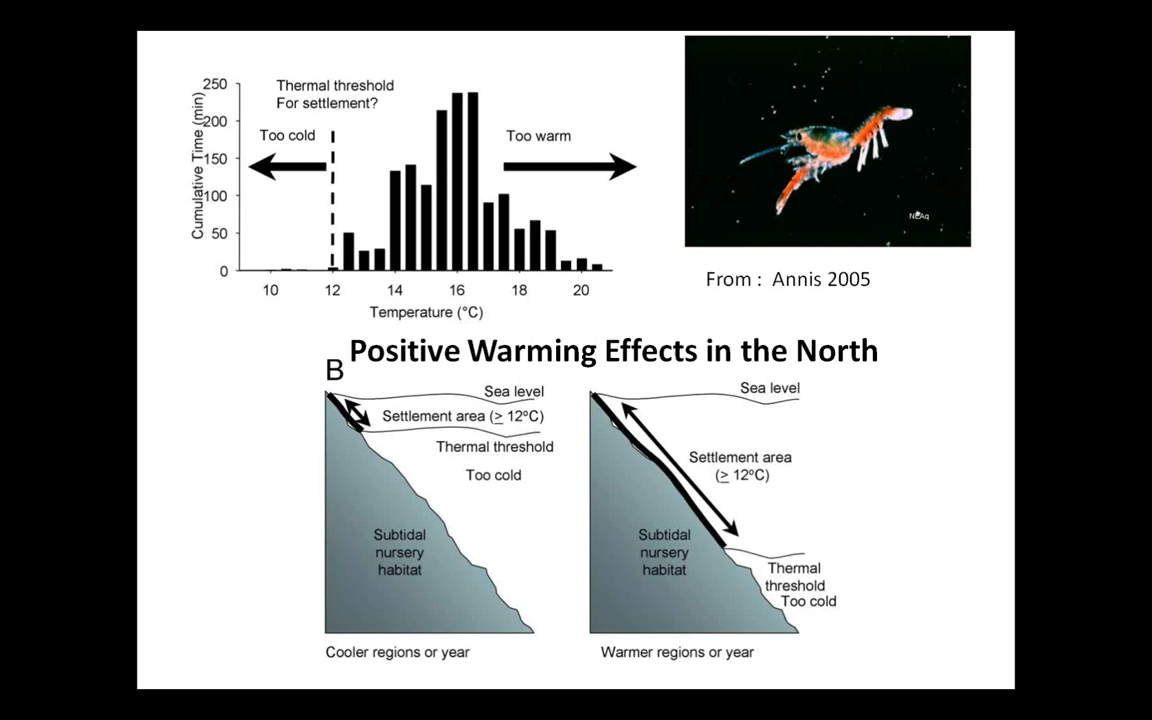 Thermal threshold
For settlement?
Too cold
Too warm
Cumulative Time (min)
250
200
150
100
50
0
10
12
14
16
18
20
Temperature (°C)
NEAq
From : Annis 2005
Positive Warming Effects in the North
B
Sea level
Settlement area (≥ 12ºC)
Thermal threshold
Too cold
Subtidal
nursery
habitat
Cooler regions or year
Sea level
Settlement area
(≥ 12ºC)
Subtidal
nursery
habitat
Thermal
threshold
Too cold
Warmer regions or year